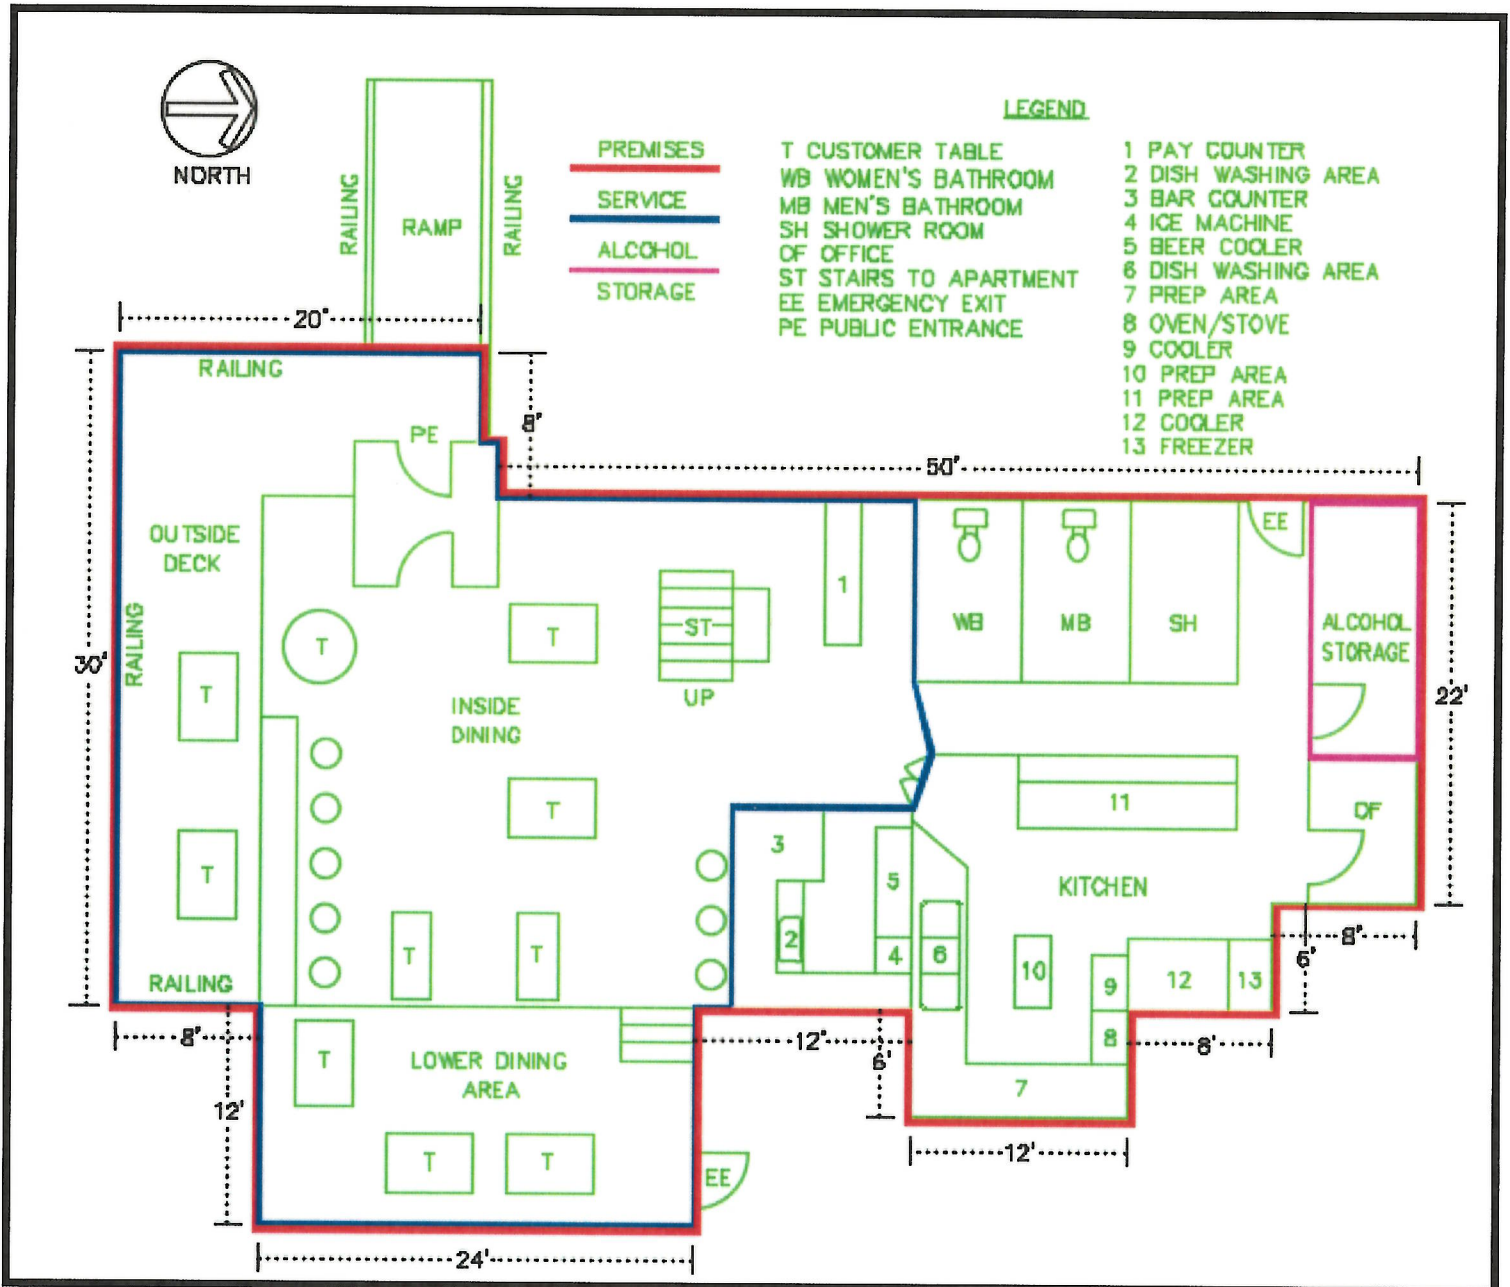 NORTH
RAILING
RAMP
RAILING
LEGEND
PREMISES
SERVICE
ALCOHOL
STORAGE
T CUSTOMER TABLE
WB WOMEN'S BATHROOM
MB MEN'S BATHROOM
SH SHOWER ROOM
OF OFFICE
ST STAIRS TO APARTMENT
EE EMERGENCY EXIT
PE PUBLIC ENTRANCE
1 PAY COUNTER
2 DISH WASHING AREA
3 BAR COUNTER
4 ICE MACHINE
5 BEER COOLER
6 DISH WASHING AREA
7 PREP AREA
8 OVEN/STOVE
9 COOLER
10 PREP AREA
11 PREP AREA
12 COOLER
13 FREEZER
20'
RAILING
8'
PE
50'
OUTSIDE
DECK
EE
1
RAILING
T
T
ST
WB
MB
SH
ALCOHOL
STORAGE
30'
T
UP
22'
INSIDE
DINING
T
11
OF
3
T
5
KITCHEN
2
4
6
T
T
10
9
12
13
8'
6'
RAILING
8'
12'
6'
8
8'
T
LOWER DINING
AREA
7
12'
T
T
EE
12'
24'